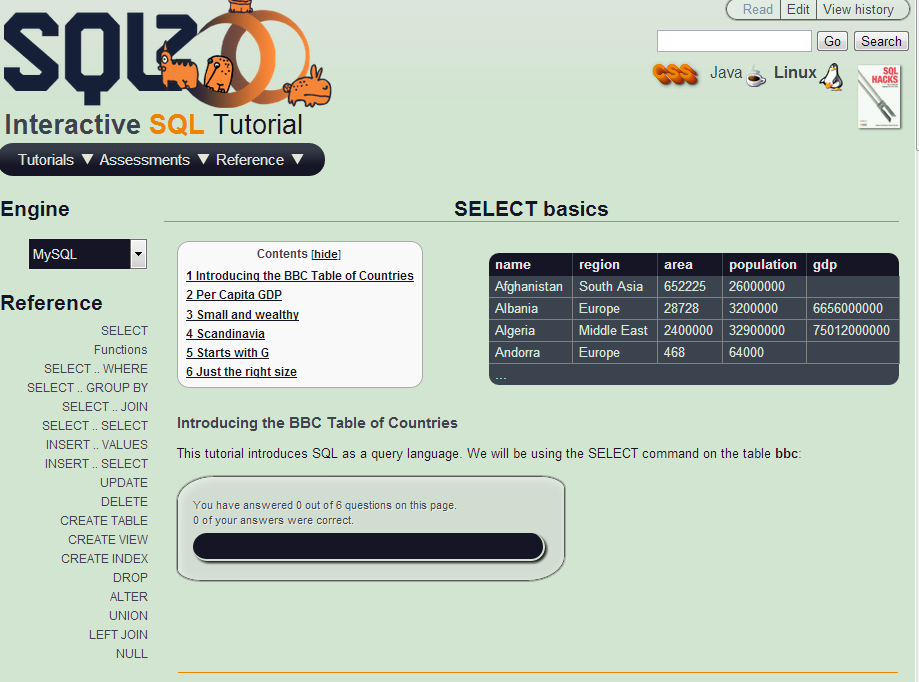 Read Edit View history
Go Search
SQLZOO
CSS Java Linux
SQL
HACKS
Interactive SQL Tutorial
Tutorials ▼ Assessments ▼ Reference ▼
Engine
MySQL
Reference
SELECT
Functions
SELECT .. WHERE
SELECT .. GROUP BY
SELECT .. JOIN
SELECT .. SELECT
INSERT .. VALUES
INSERT .. SELECT
UPDATE
DELETE
CREATE TABLE
CREATE VIEW
CREATE INDEX
DROP
ALTER
UNION
LEFT JOIN
NULL
SELECT basics
Contents [hide]
1 Introducing the BBC Table of Countries
2 Per Capita GDP
3 Small and wealthy
4 Scandinavia
5 Starts with G
6 Just the right size
name region area population gdp
Afghanistan South Asia 652225 26000000
Albania Europe 28728 3200000 6656000000
Algeria Middle East 2400000 32900000 75012000000
Andorra Europe 468 64000
...
Introducing the BBC Table of Countries
This tutorial introduces SQL as a query language. We will be using the SELECT command on the table bbc:
You have answered 0 out of 6 questions on this page.
0 of your answers were correct.